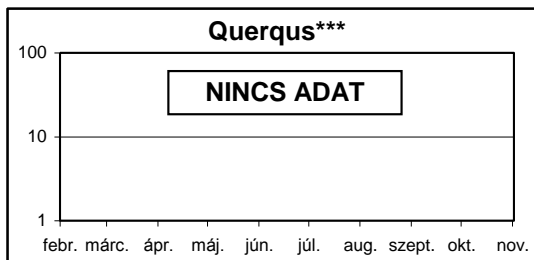 Querqus***
100
NINCS ADAT
10
1
febr. márc. ápr. máj. jún. júl. aug. szept. okt. nov.